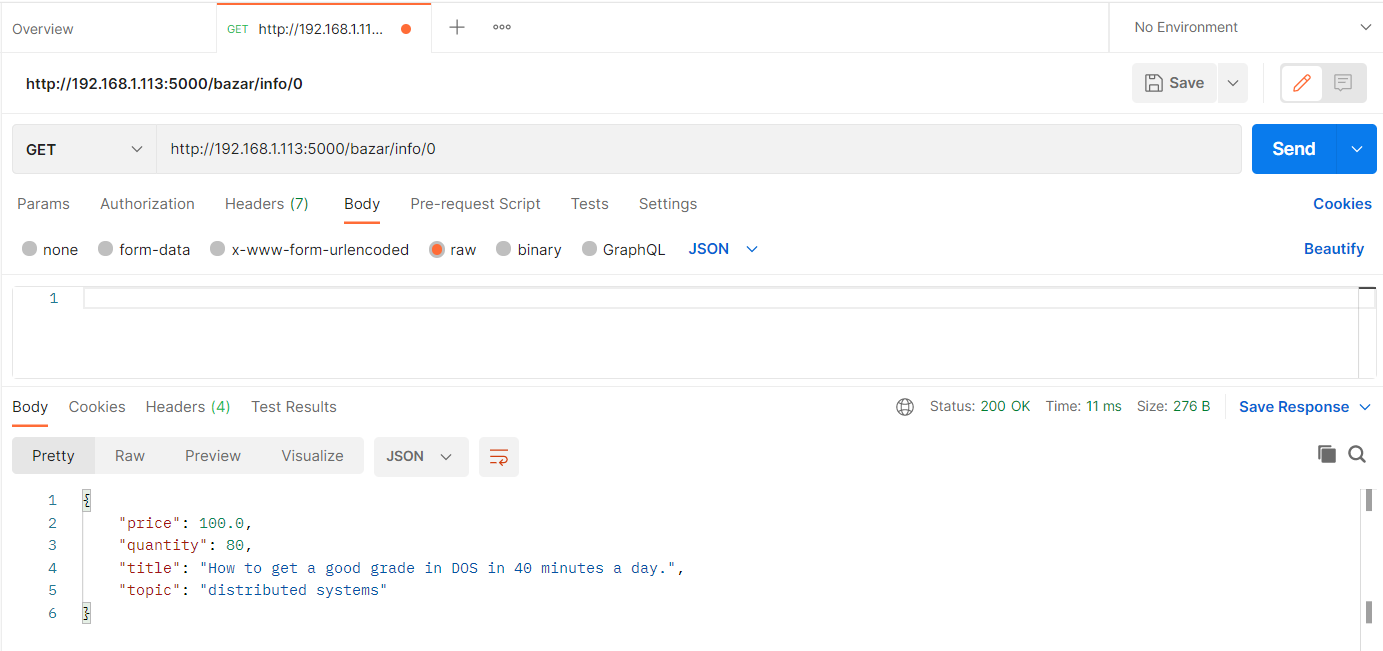 Overview
GET http://192.168.1.11...
No Environment
http://192.168.1.113:5000/bazar/info/0
Save
GET
http://192.168.1.113:5000/bazar/info/0
Send
Params Authorization Headers (7) Body Pre-request Script Tests Settings Cookies
none form-data x-www-form-urlencoded raw binary GraphQL JSON Beautify
1
Body Cookies Headers (4) Test Results Status: 200 OK Time: 11 ms Size: 276 B Save Response
Pretty Raw Preview Visualize JSON
1 {
2 "price": 100.0,
3 "quantity": 80,
4 "title": "How to get a good grade in DOS in 40 minutes a day.",
5 "topic": "distributed systems"
6 }